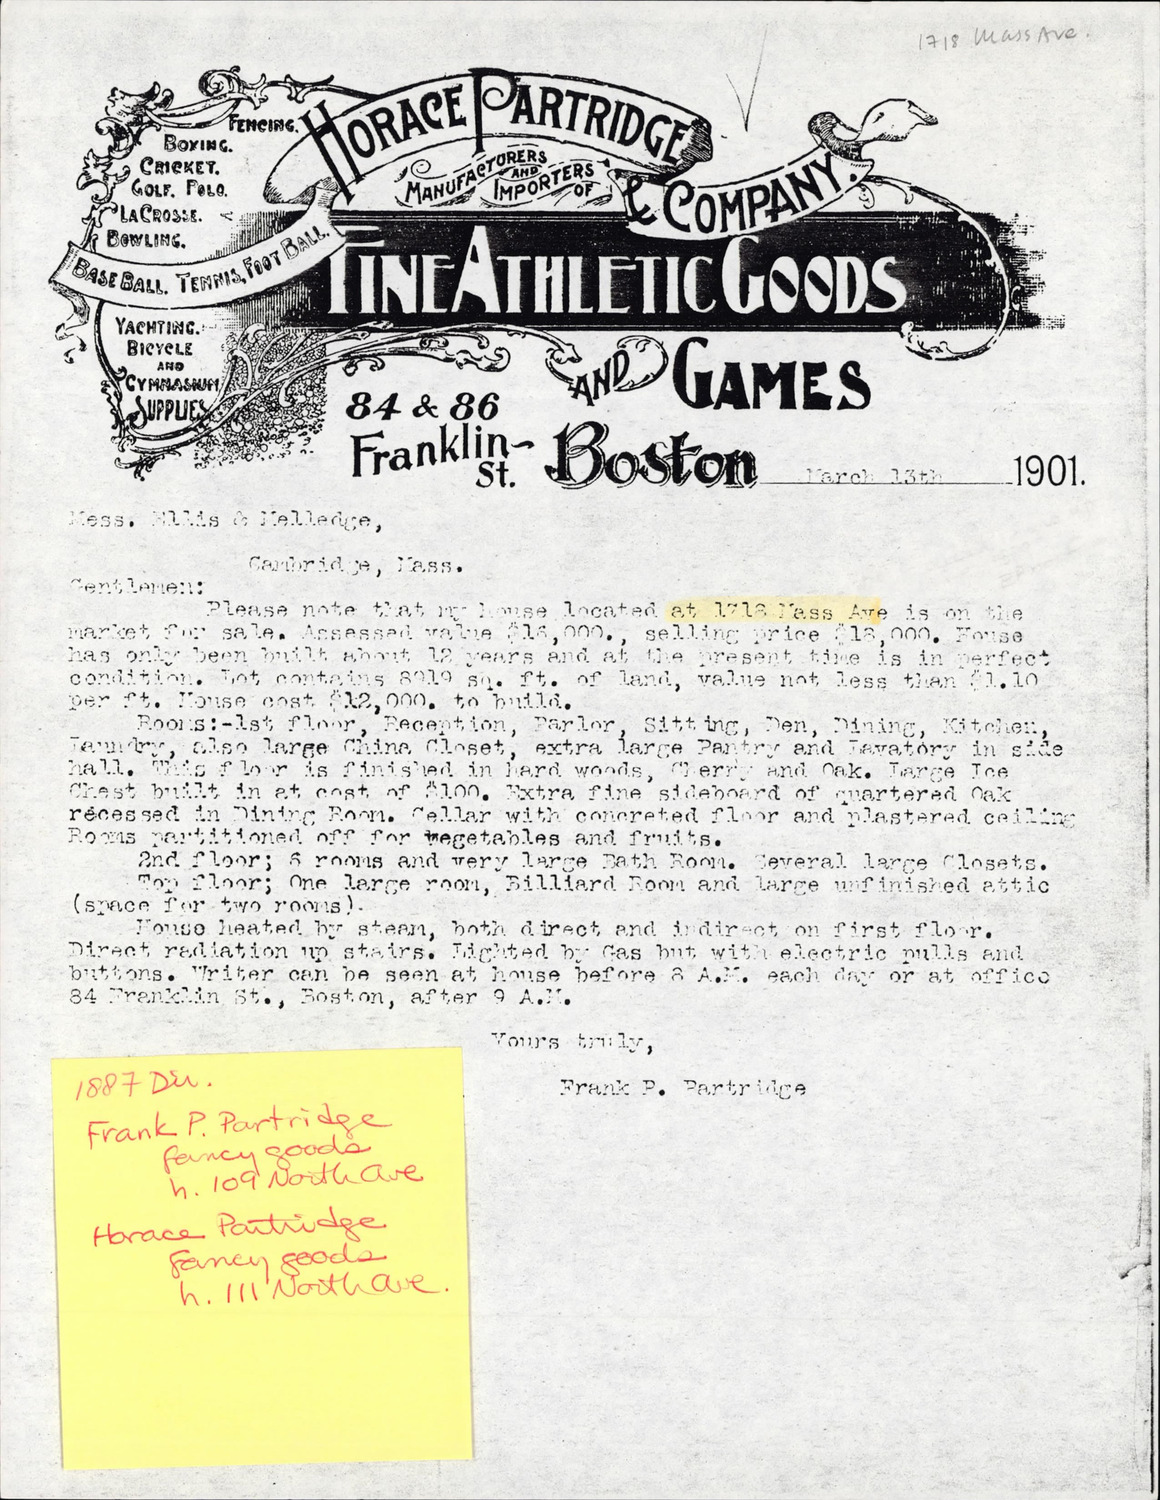 1718 Mass Ave.
HORACE PARTRIDGE
& COMPANY.
MANUFACTURERS
AND
IMPORTERS
OF
FINE ATHLETIC GOODS
AND GAMES
FENCING.
BOXING.
CRICKET.
GOLF. POLO.
LACROSSE.
BOWLING.
BASE BALL. TENNIS, FOOT BALL.
YACHTING.
BICYCLE
AND
GYMNASIUM
SUPPLIES
84 & 86
Franklin-
St.
Boston March 13th 1901.
Mess. Ellis & Melledge,
Cambridge, Mass.
Gentlemen:
Please note that my house located at 1718 Mass Ave is on the
market for sale. Assessed value $16,000., selling price $18,000. House
has only been built about 12 years and at the present time is in perfect
condition. Lot contains 8919 sq. ft. of land, value not less than $1.10
per ft. House cost $12,000. to build.
Rooms:-1st floor, Reception, Parlor, Sitting, Den, Dining, Kitchen,
Laundry, also large China Closet, extra large Pantry and Lavatory in side
hall. This floor is finished in hard woods, Cherry and Oak. Large Ice
Chest built in at cost of $100. Extra fine sideboard of quartered Oak
recessed in Dining Room. Cellar with concreted floor and plastered ceiling
Rooms partitioned off for vegetables and fruits.
2nd floor; 6 rooms and very large Bath Room. Several large Closets.
Top floor; One large room, Billiard Room and large unfinished attic
(space for two rooms).
House heated by steam, both direct and indirect on first floor.
Direct radiation up stairs. Lighted by Gas but with electric pulls and
buttons. Writer can be seen at house before 8 A.M. each day or at office
84 Franklin St., Boston, after 9 A.M.
Yours truly,
Frank P. Partridge
1887 Dir.
Frank P. Partridge
fancy goods
h. 109 North Ave
Horace Partridge
fancy goods
h. 111 North Ave.